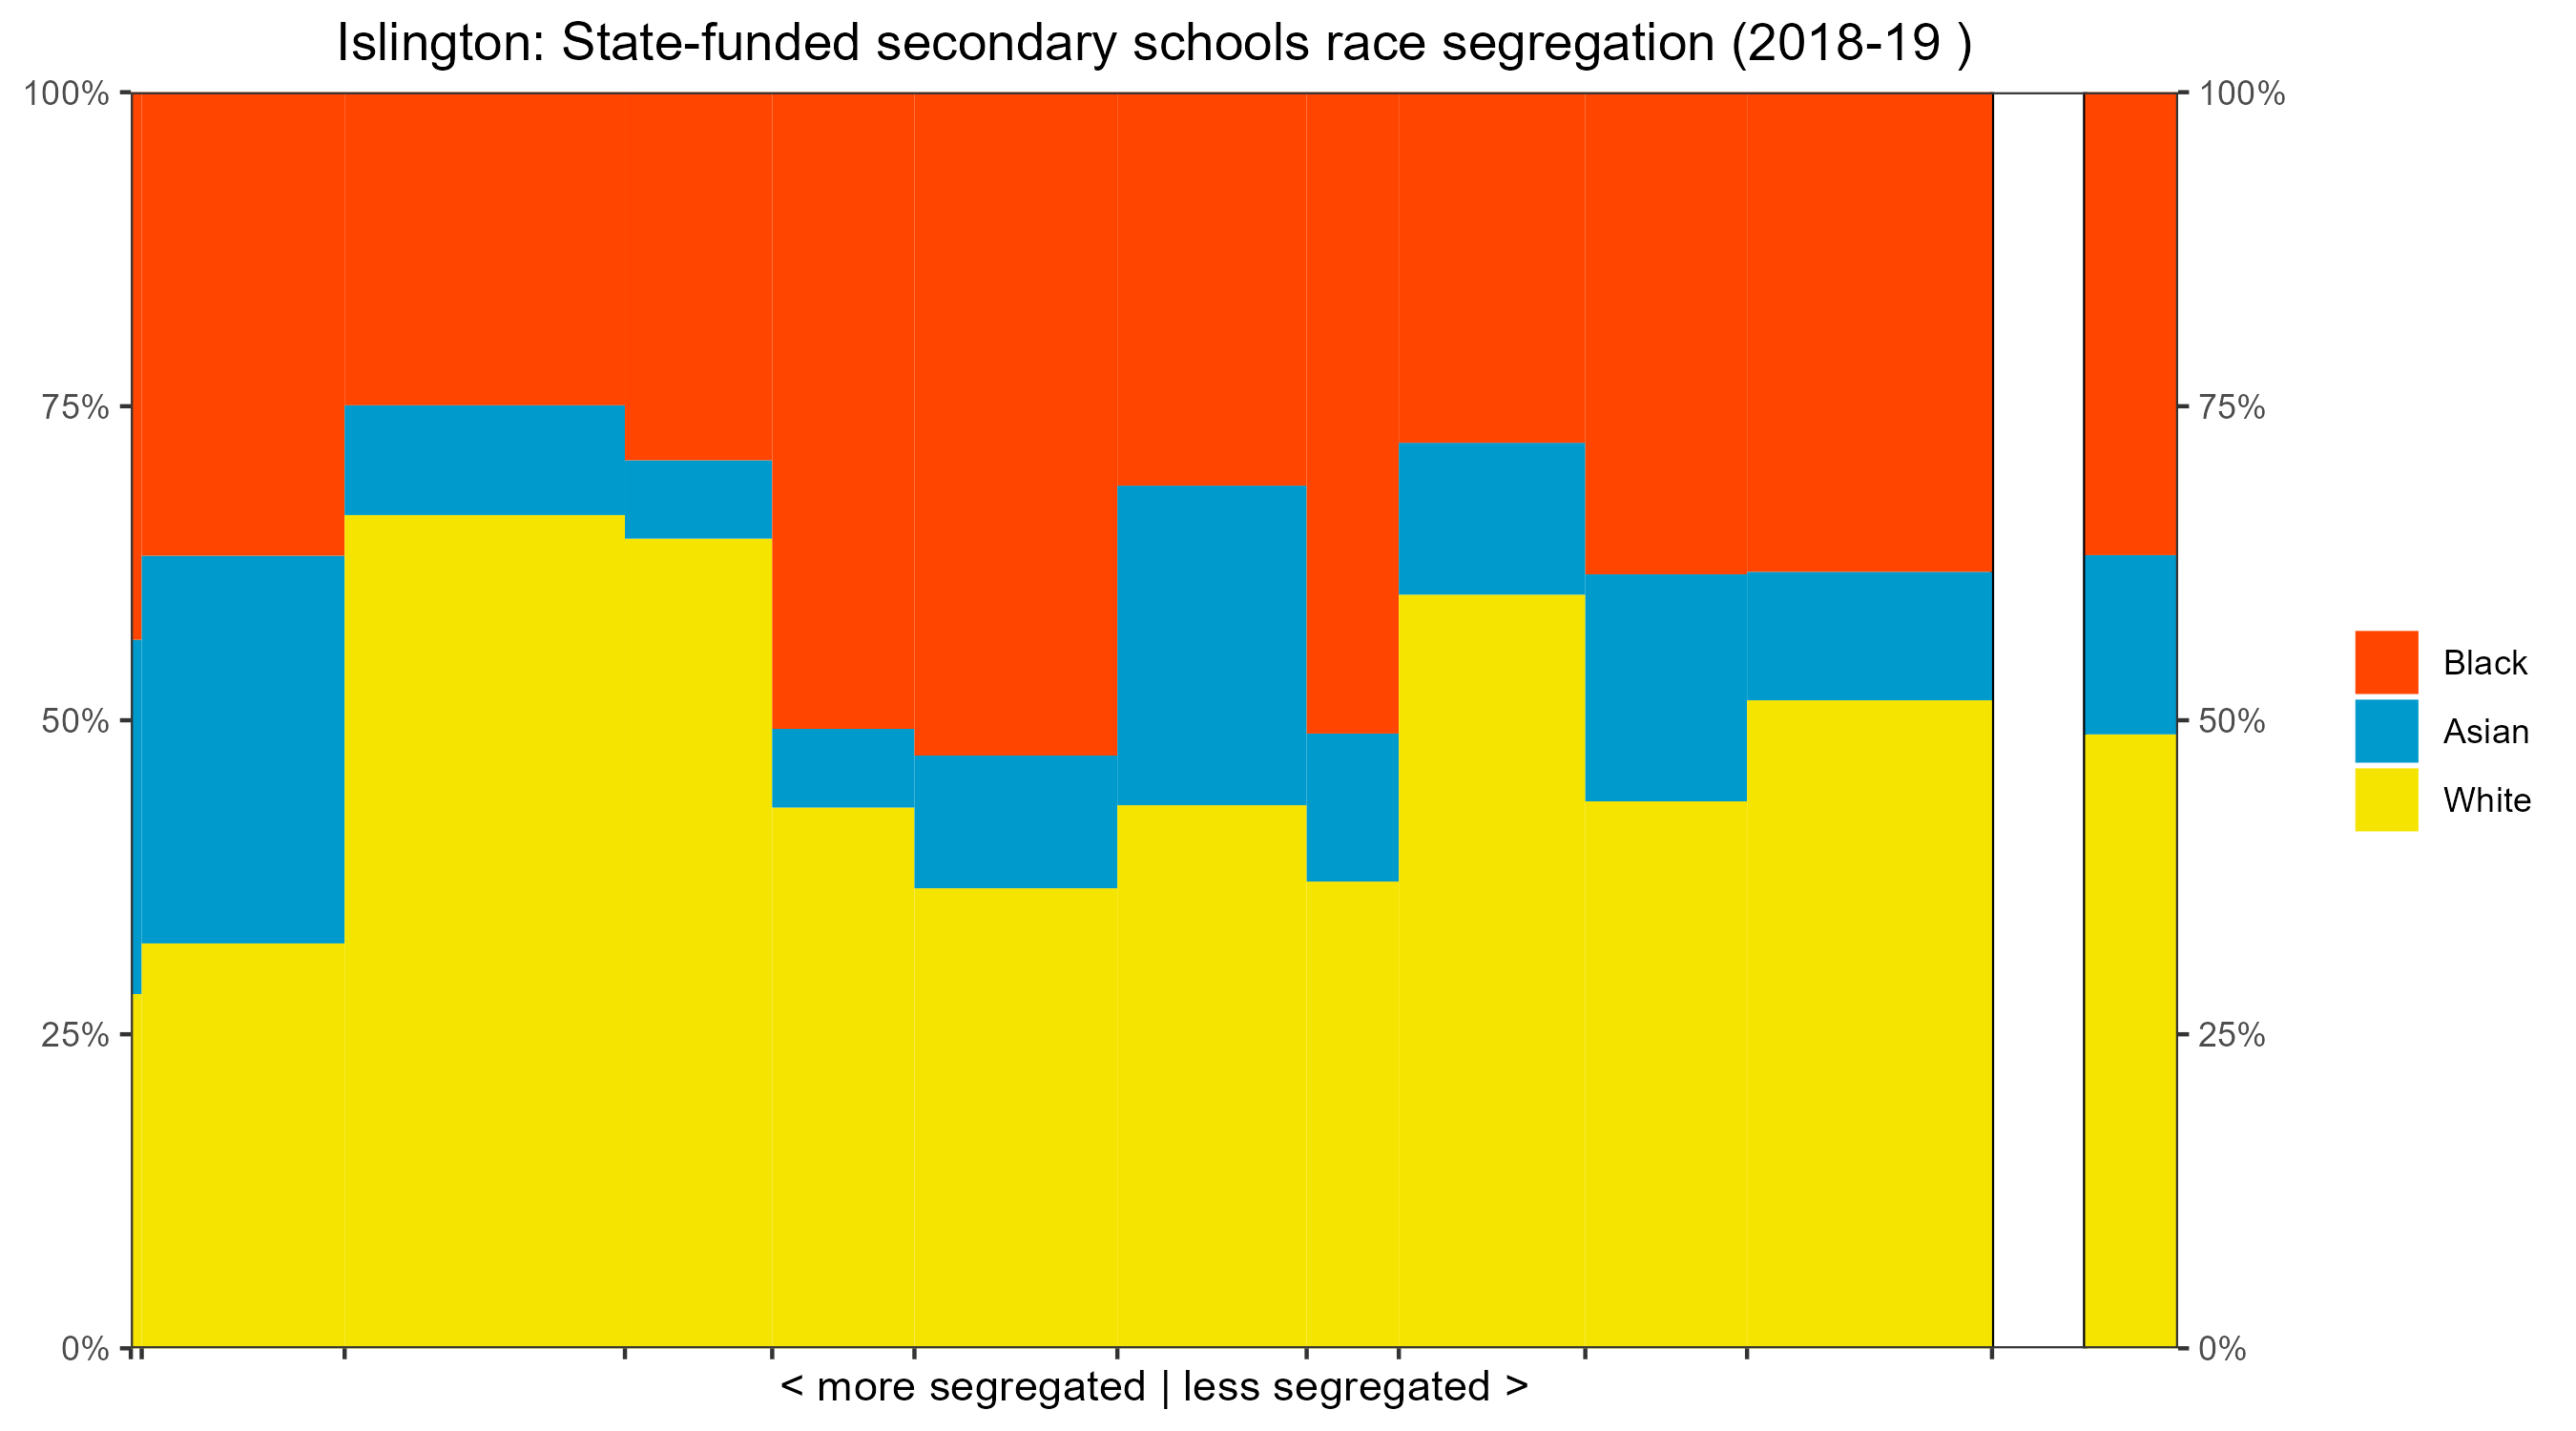 Islington: State-funded secondary schools race segregation (2018-19 )
100%
75%
50%
25%
0%
100%
75%
50%
25%
0%
Black
Asian
White
< more segregated | less segregated >